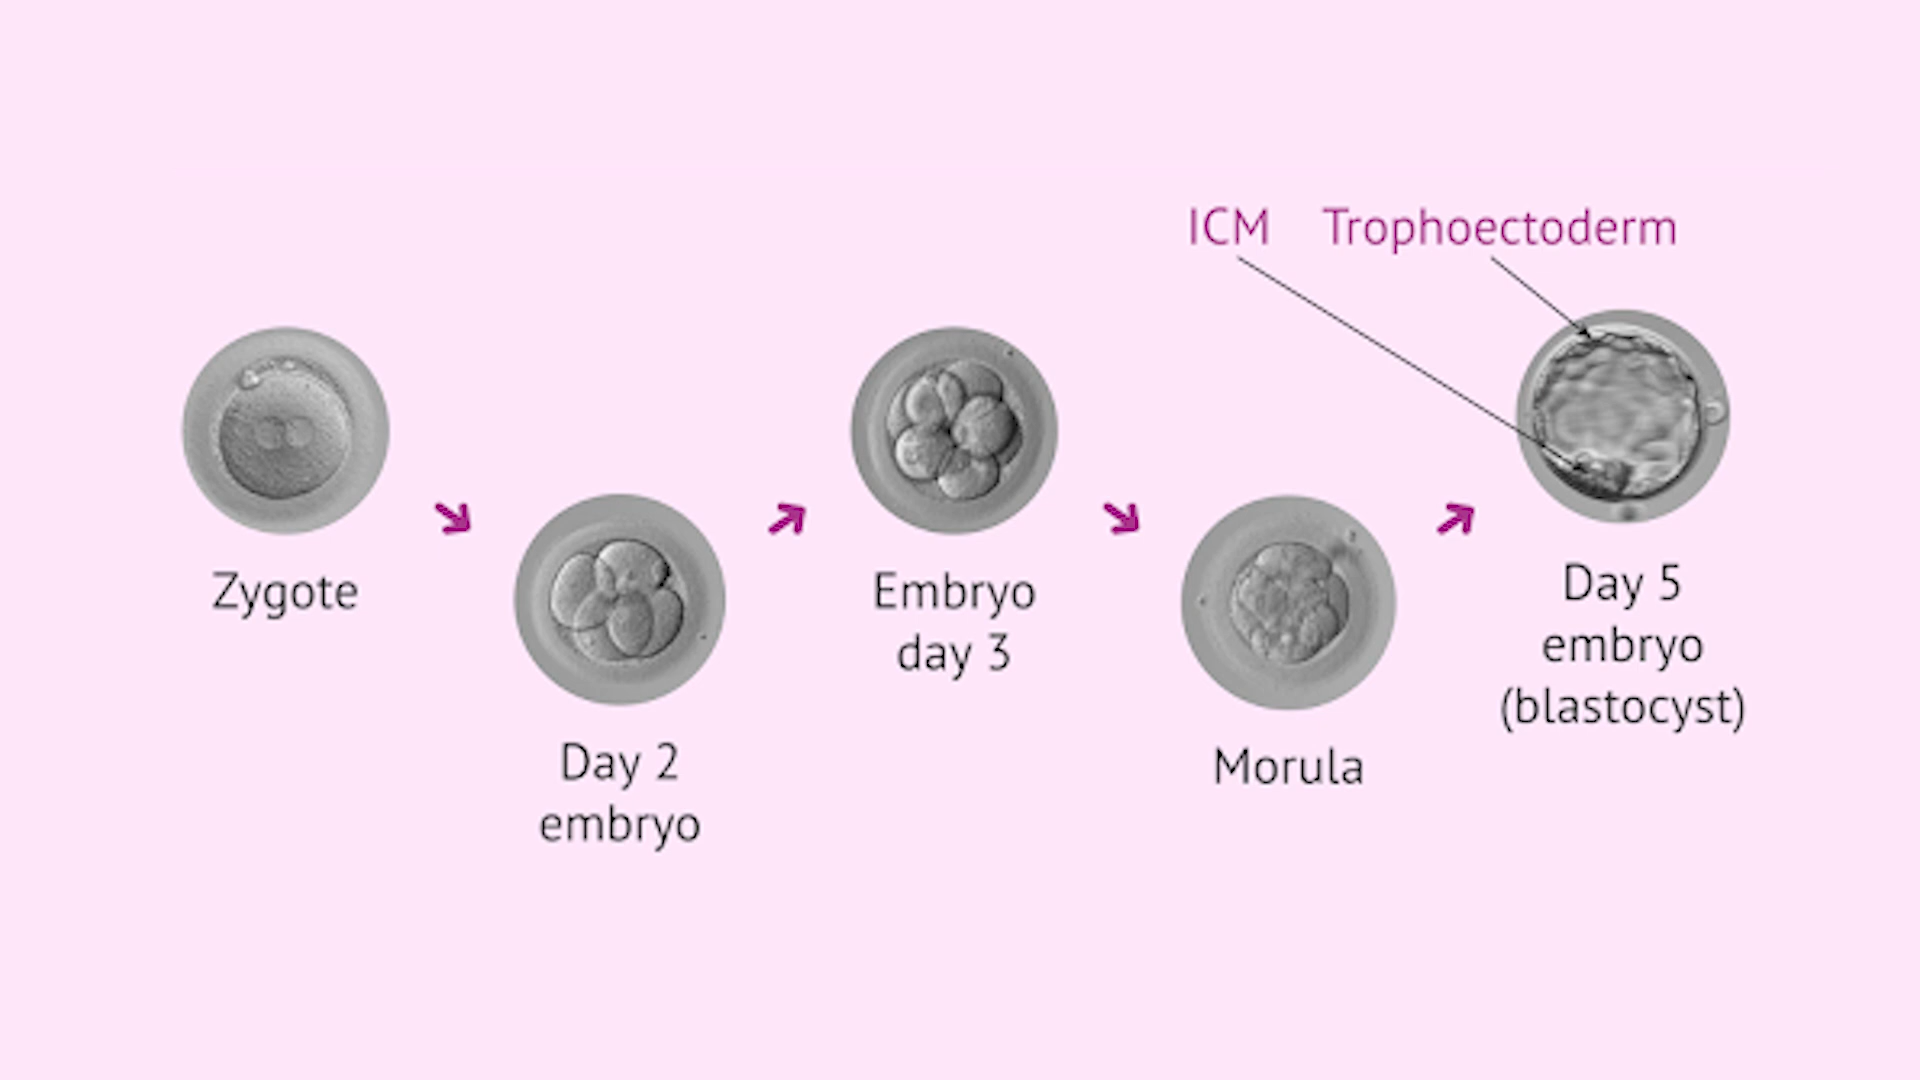 ICM
Trophoectoderm
Zygote
Day 2
embryo
Embryo
day 3
Morula
Day 5
embryo
(blastocyst)